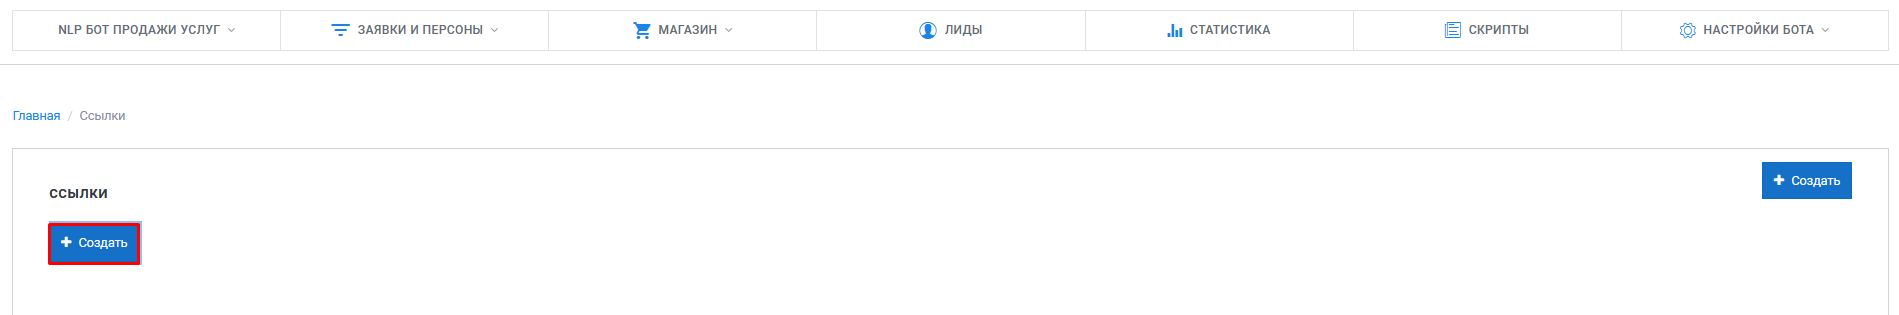 NLP БОТ ПРОДАЖИ УСЛУГ
ЗАЯВКИ И ПЕРСОНЫ
МАГАЗИН
ЛИДЫ
СТАТИСТИКА
СКРИПТЫ
НАСТРОЙКИ БОТА
Главная / Ссылки
Создать
ССЫЛКИ
Создать